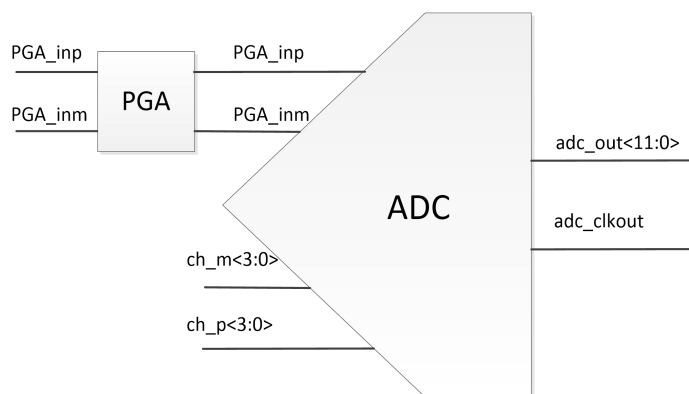 PGA_inp
PGA_inp
PGA
PGA_inm
PGA_inm
adc_out<11:0>
ADC
adc_clkout
ch_m<3:0>
ch_p<3:0>